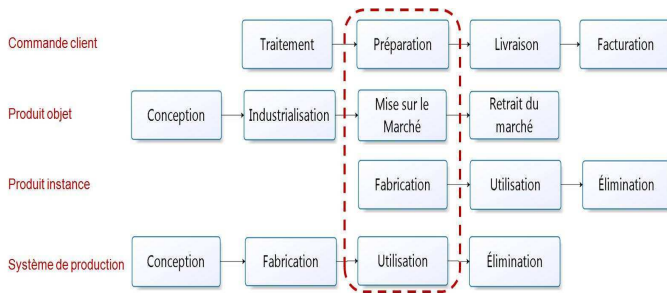 Commande client
Traitement
Préparation
Livraison
Facturation
Produit objet
Conception
Industrialisation
Mise sur le
Marché
Retrait du
marché
Produit instance
Fabrication
Utilisation
Élimination
Système de production
Conception
Fabrication
Utilisation
Élimination